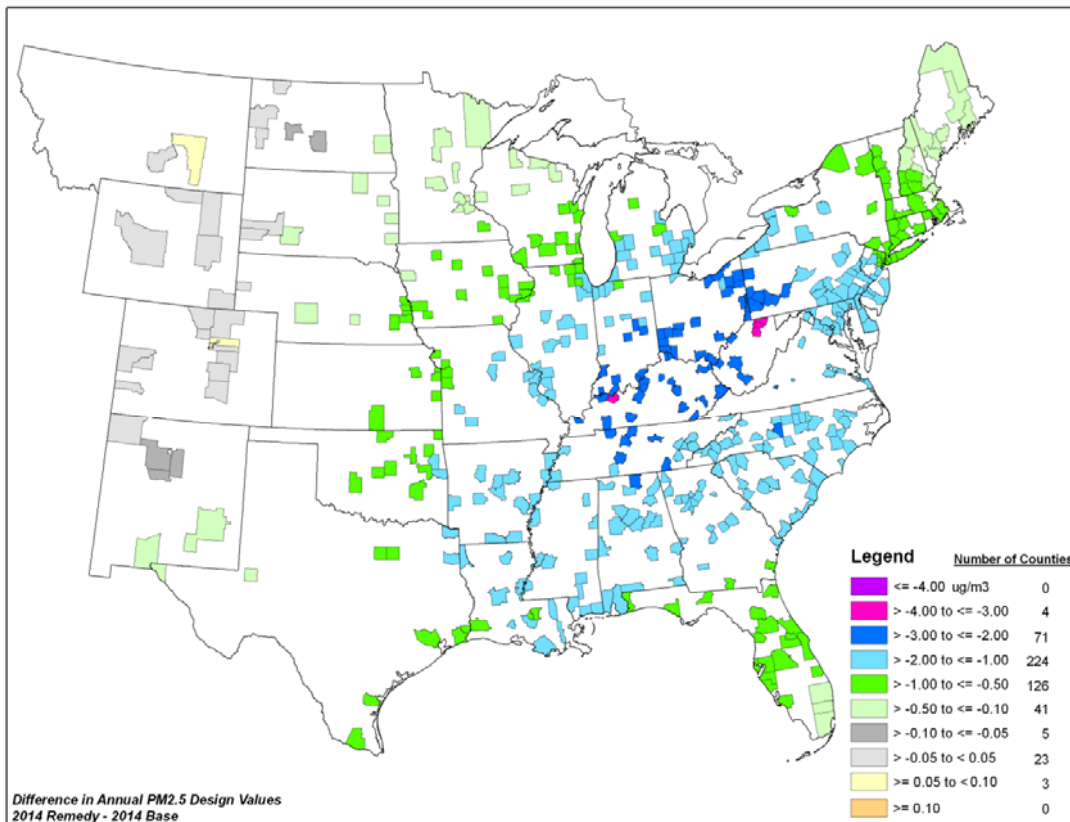 Legend Number of Counties
<= -4.00 ug/m3 0
> -4.00 to <= -3.00 4
> -3.00 to <= -2.00 71
> -2.00 to <= -1.00 224
> -1.00 to <= -0.50 126
> -0.50 to <= -0.10 41
> -0.10 to <= -0.05 5
> -0.05 to < 0.05 23
>= 0.05 to < 0.10 3
>= 0.10 0
Difference in Annual PM2.5 Design Values
2014 Remedy - 2014 Base